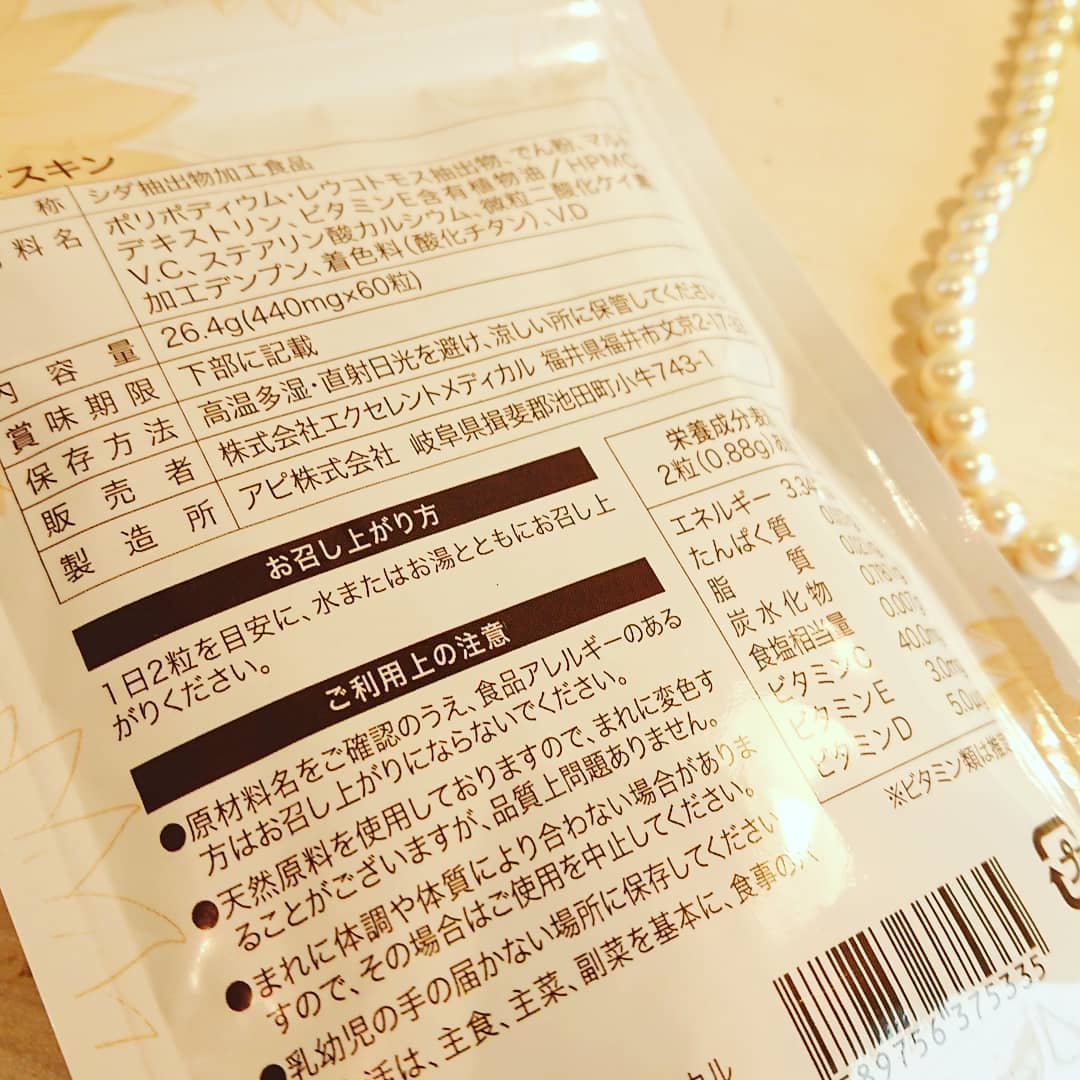 スキン
称 シダ抽出物加工食品
料名 ポリポディウム・レウコトモス抽出物、でん粉、マルト
デキストリン、ビタミンE含有植物油/HPMC、
V.C、ステアリン酸カルシウム、微粒二酸化ケイ素、
加工デンプン、着色料(酸化チタン)、V.D
内容量 26.4g(440mg×60粒)
賞味期限 下部に記載
保存方法 高温多湿・直射日光を避け、涼しい所に保管してください
販売者 株式会社エクセレントメディカル 福井県福井市文京2-17-
製造所 アピ株式会社 岐阜県揖斐郡池田町小牛743-1
お召し上がり方
1日2粒を目安に、水またはお湯とともにお召し上
がりください。
ご利用上の注意
●原材料名をご確認のうえ、食品アレルギーのある
方はお召し上がりにならないでください。
●天然原料を使用しておりますので、まれに変色す
ることがございますが、品質上問題ありません。
●まれに体調や体質により合わない場合がありま
すので、その場合はご使用を中止してください。
●乳幼児の手の届かない場所に保存してください
活は、主食、主菜、副菜を基本に、食事の
カル
栄養成分表
2粒(0.88g)あ
エネルギー 3.34
たんぱく質
脂質
炭水化物 0.781g
食塩相当量 0.007g
ビタミンC 40.0mg
ビタミンE 3.0mg
ビタミンD 5.0μg
※ビタミン類は推
プ
589756375335